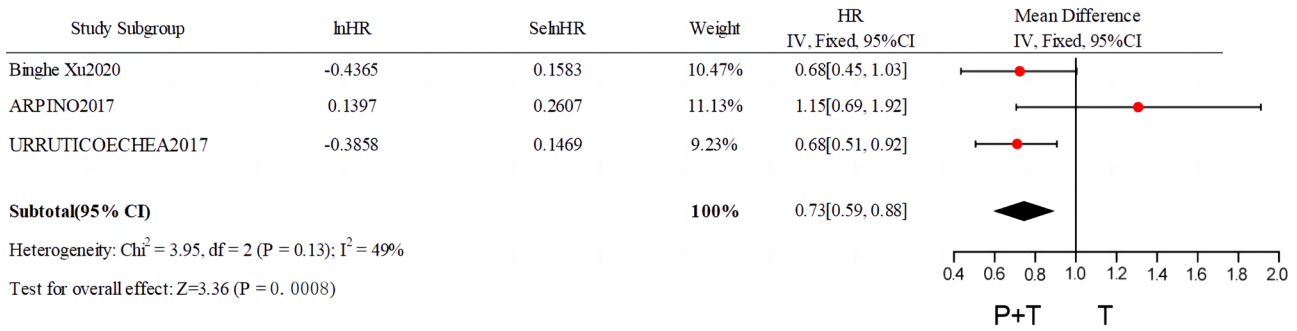 Study Subgroup lnHR SelnHR Weight HR Mean Difference
IV, Fixed, 95%CI IV, Fixed, 95%CI
Binghe Xu2020 -0.4365 0.1583 10.47% 0.68[0.45, 1.03]
ARPINO2017 0.1397 0.2607 11.13% 1.15[0.69, 1.92]
URRUTICOECHEA2017 -0.3858 0.1469 9.23% 0.68[0.51, 0.92]
Subtotal(95% CI) 100% 0.73[0.59, 0.88]
Heterogeneity: Chi² = 3.95, df = 2 (P = 0.13); I² = 49%
Test for overall effect: Z=3.36 (P = 0. 0008)
0.4 0.6 0.8 1.0 1.2 1.4 1.6 1.8 2.0
P+T T